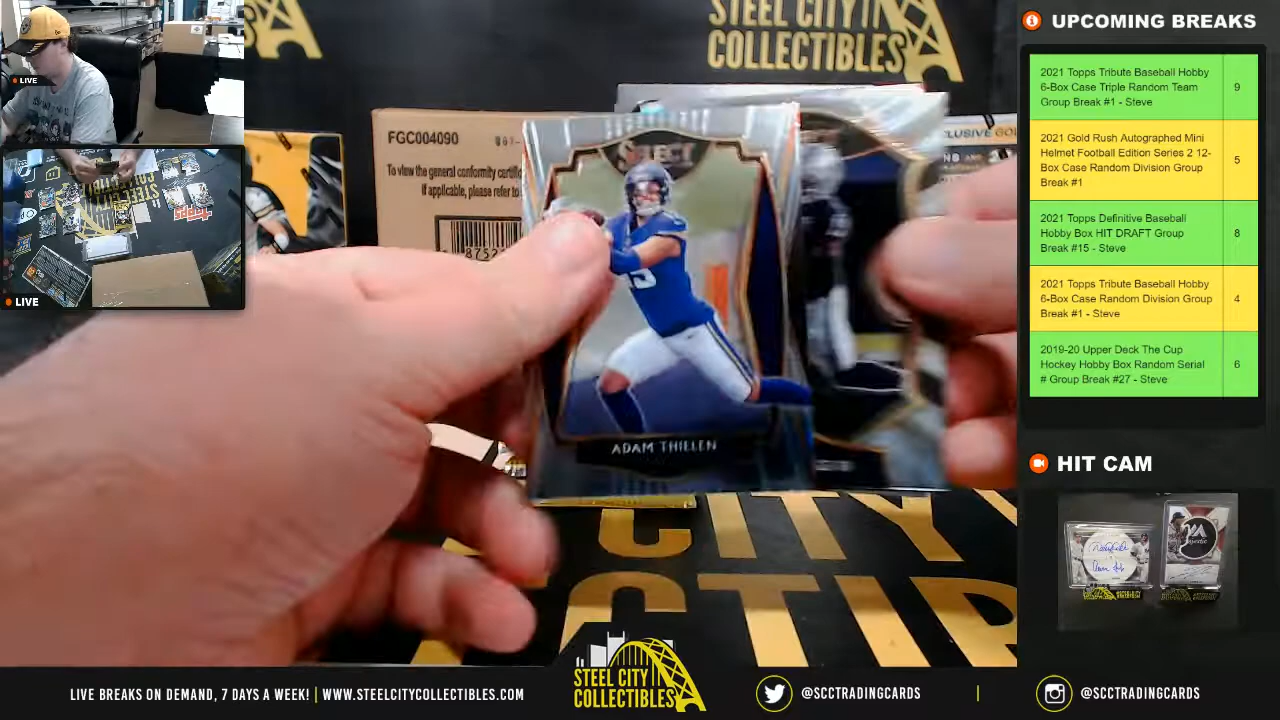 LIVE
LIVE
STEEL CITY
COLLECTIBLES
FGC004090
To view the general conformity certifi
if applicable, please refer to
SELECT
ADAM THIELEN
CITY
UPCOMING BREAKS
2021 Topps Tribute Baseball Hobby
6-Box Case Triple Random Team
Group Break #1 - Steve
9
2021 Gold Rush Autographed Mini
Helmet Football Edition Series 2 12-
Box Case Random Division Group
Break #1
5
2021 Topps Definitive Baseball
Hobby Box HIT DRAFT Group
Break #15 - Steve
8
2021 Topps Tribute Baseball Hobby
6-Box Case Random Division Group
Break #1 - Steve
4
2019-20 Upper Deck The Cup
Hockey Hobby Box Random Serial
# Group Break #27 - Steve
6
HIT CAM
LIVE BREAKS ON DEMAND, 7 DAYS A WEEK! | WWW.STEELCITYCOLLECTIBLES.COM
STEEL CITY
COLLECTIBLES
@SCCTRADINGCARDS
|
@SCCTRADINGCARDS